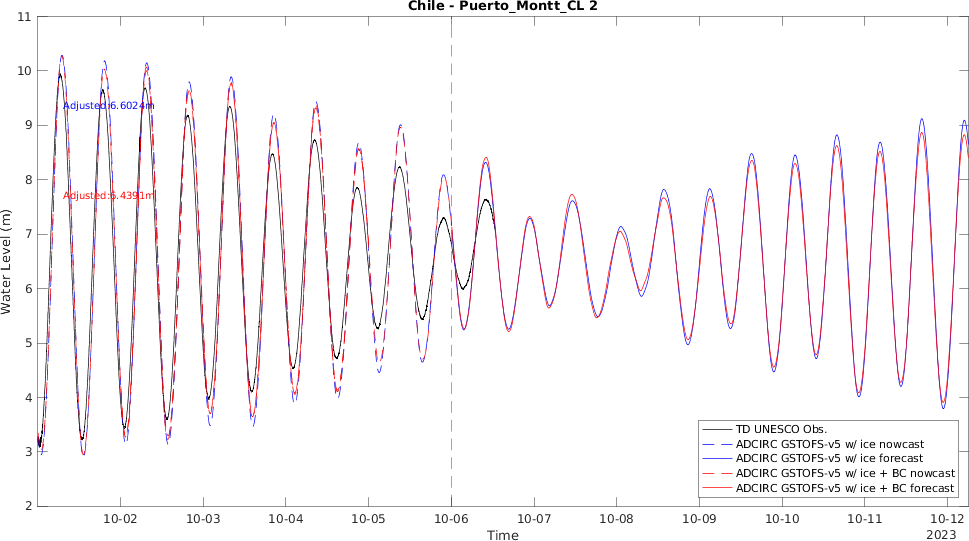 Chile - Puerto_Montt_CL 2
11
10
9
8
7
6
5
4
3
2
Water Level (m)
Adjusted:6.6024m
Adjusted:6.4391m
TD UNESCO Obs.
ADCIRC GSTOFS-v5 w/ ice nowcast
ADCIRC GSTOFS-v5 w/ ice forecast
ADCIRC GSTOFS-v5 w/ ice + BC nowcast
ADCIRC GSTOFS-v5 w/ ice + BC forecast
10-02 10-03 10-04 10-05 10-06 10-07 10-08 10-09 10-10 10-11 10-12
Time
2023